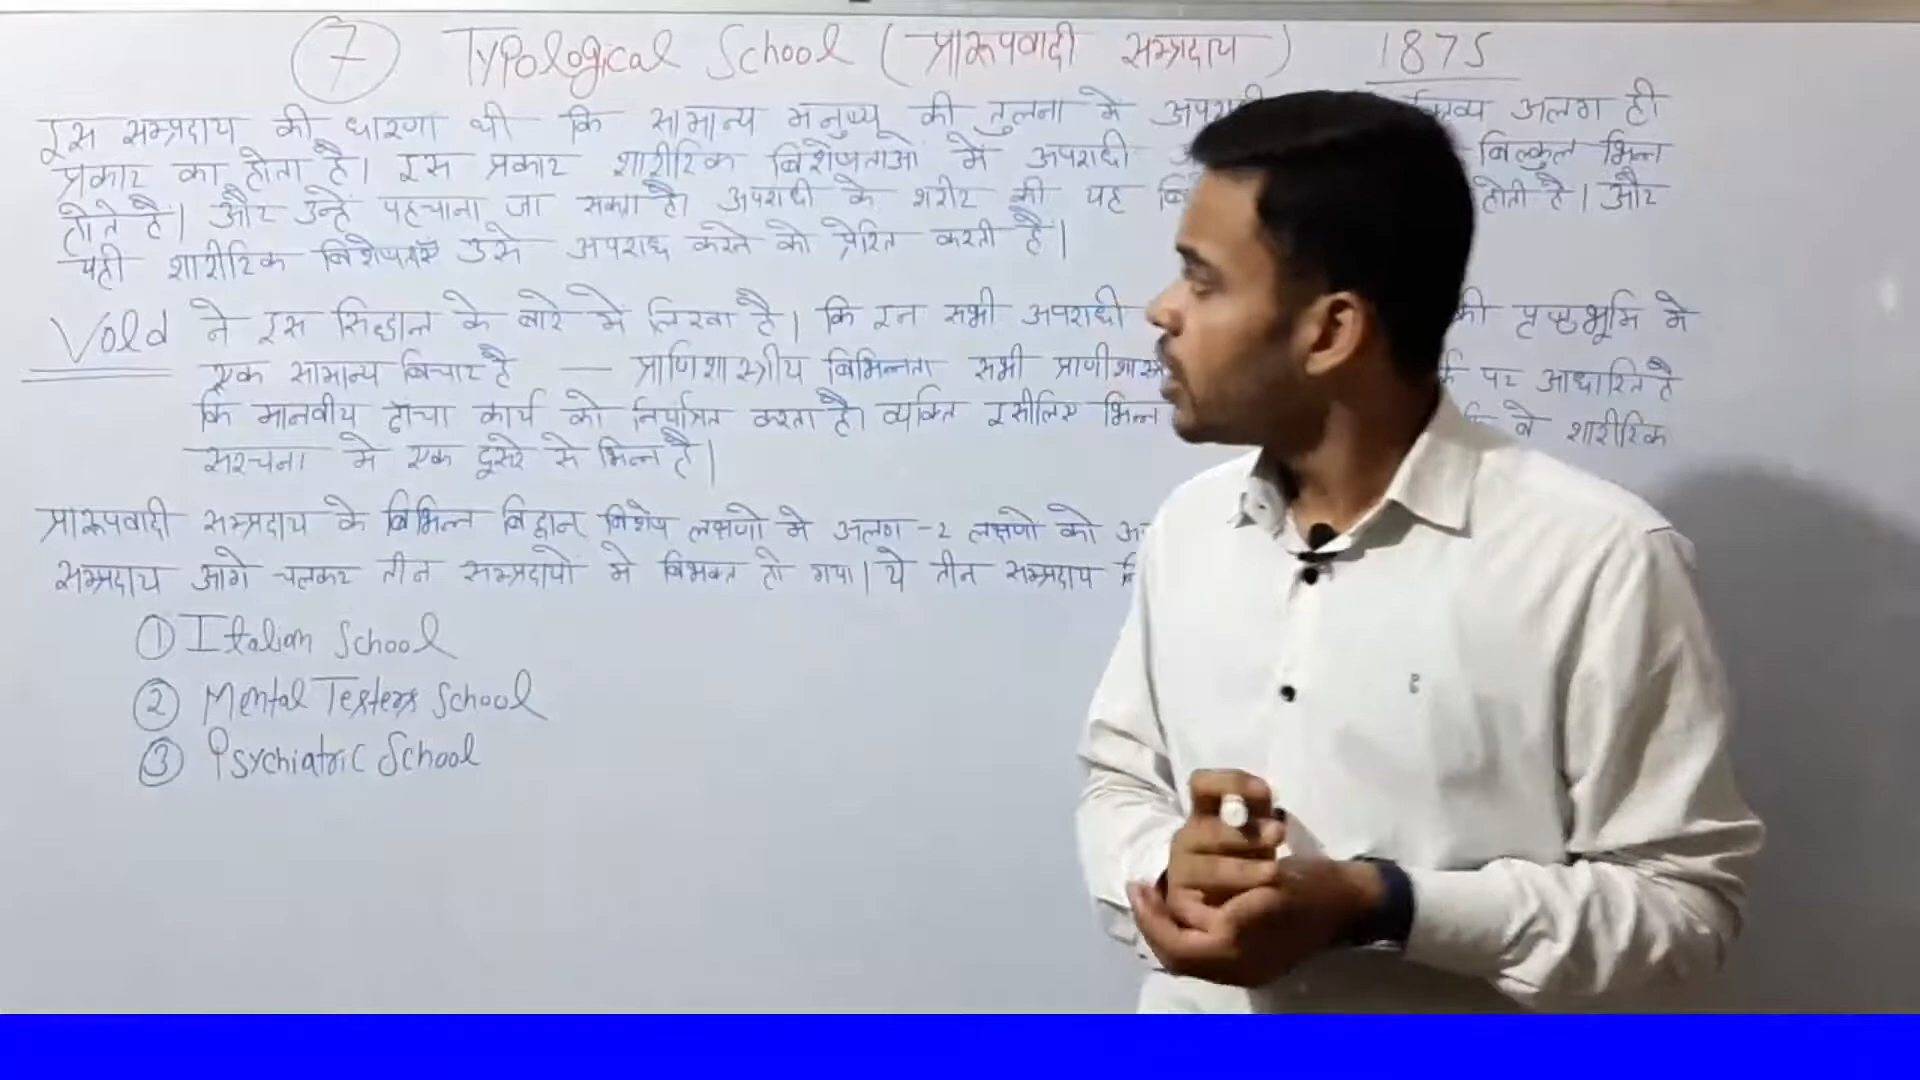 7 Typological School (प्रारूपवादी सम्प्रदाय) 1875
इस सम्प्रदाय की धारणा थी कि सामान्य मनुष्य की तुलना मे अलग ही
प्रकार का होता है। इस प्रकार शारीरिक विशेषताओं में अपराधी बिल्कुल भिन्न
होते है। और उन्हें पहचाना जा सकता है। अपराधी के शरीर की यह होती है। और
यही शारीरिक विशेषताएँ उसे अपराध करने को प्रेरित करती है।
Vold ने इस सिद्धान्त के बारे मे लिखा है। कि इन सभी अपराधी की पृष्ठभूमि मे
एक सामान्य विचार है — प्राणिशास्त्रीय विभिन्नता सभी पर आधारित है
कि मानवीय ढांचा कार्य को निर्धारित करता है। व्यक्ति इसीलिए भिन्न वे शारीरिक
संरचना मे एक दूसरे से भिन्न है।
प्रारूपवादी सम्प्रदाय के विभिन्न विद्वान विशेष लक्षणो मे अलग-2 लक्षणो को
सम्प्रदाय आगे चलकर तीन सम्प्रदायों मे विभक्त हो गया। ये तीन सम्प्रदाय
① Italian School
② Mental Testers School
③ Psychiatric School